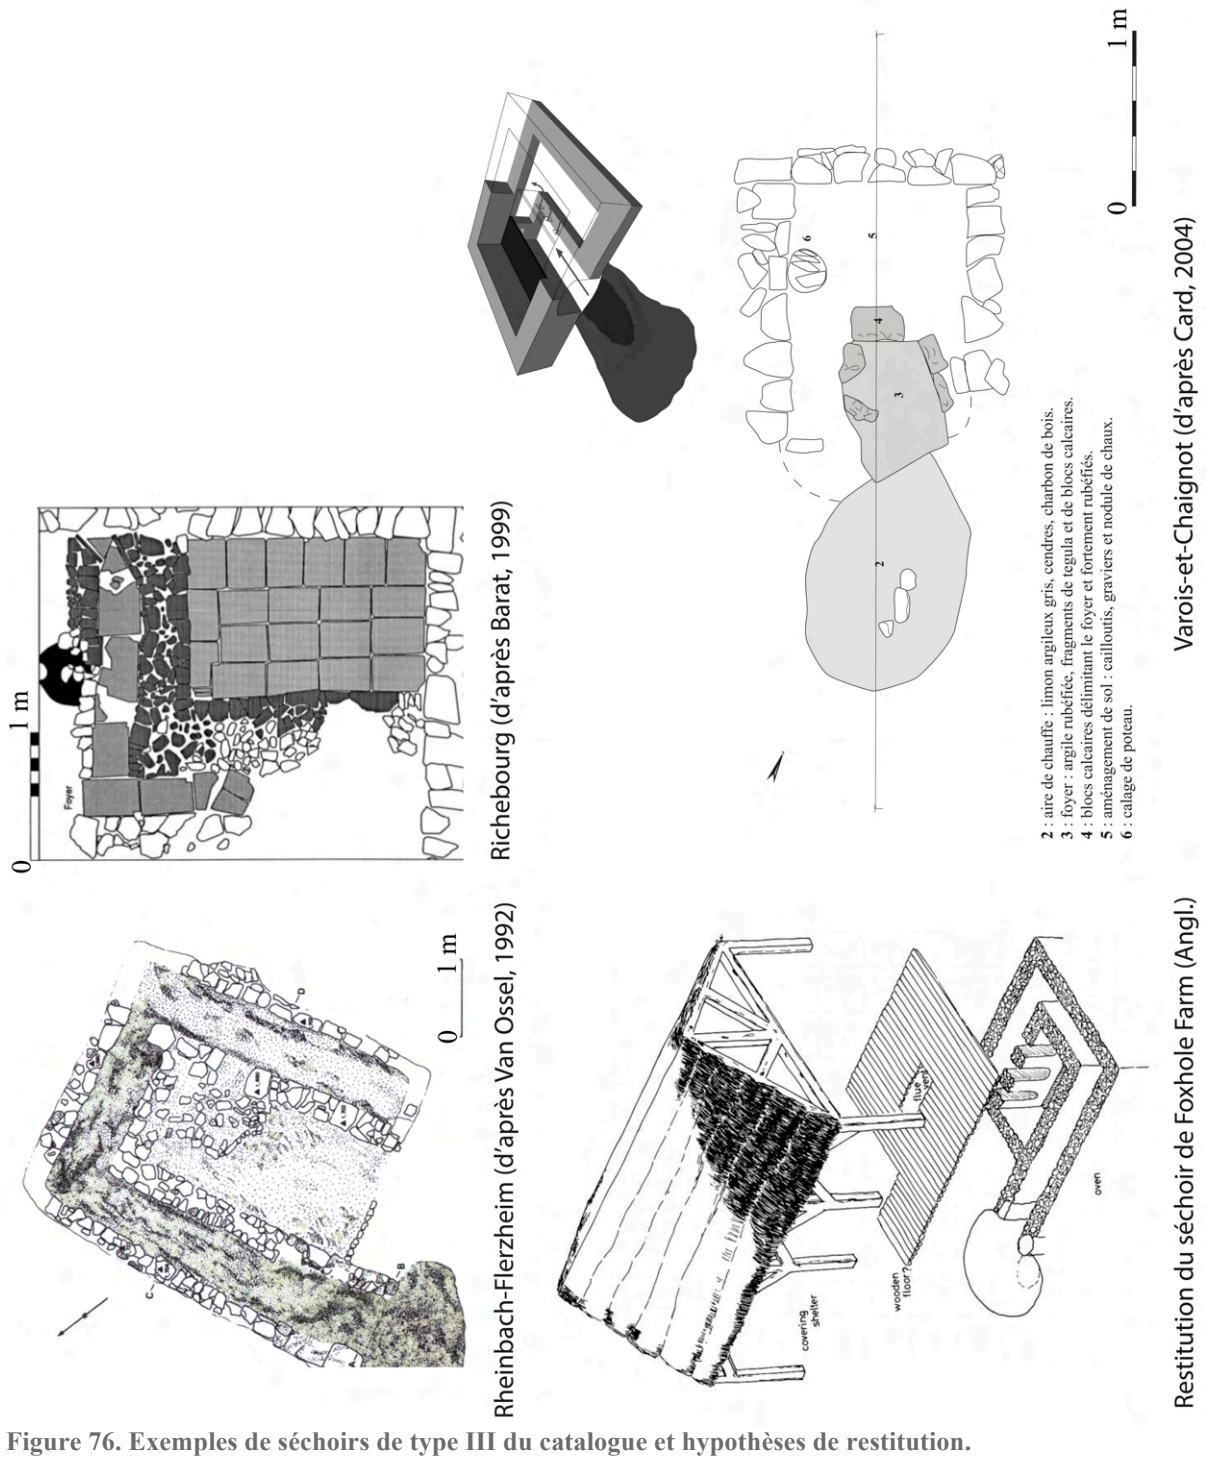 0 1 m
Foyer
Richebourg (d'après Barat, 1999)
6
5
4
3
2
0 1 m
2 : aire de chauffe : limon argileux gris, cendres, charbon de bois.
3 : foyer : argile rubéfiée, fragments de tegula et de blocs calcaires.
4 : blocs calcaires délimitant le foyer et fortement rubéfiés.
5 : aménagement de sol : cailloutis, graviers et nodule de chaux.
6 : calage de poteau.
Varois-et-Chaignot (d'après Card, 2004)
C
D
B
0 1 m
Rheinbach-Flerzheim (d'après Van Ossel, 1992)
covering
shelter
wooden
floor?
flue
vent
oven
Restitution du séchoir de Foxhole Farm (Angl.)
Figure 76. Exemples de séchoirs de type III du catalogue et hypothèses de restitution.